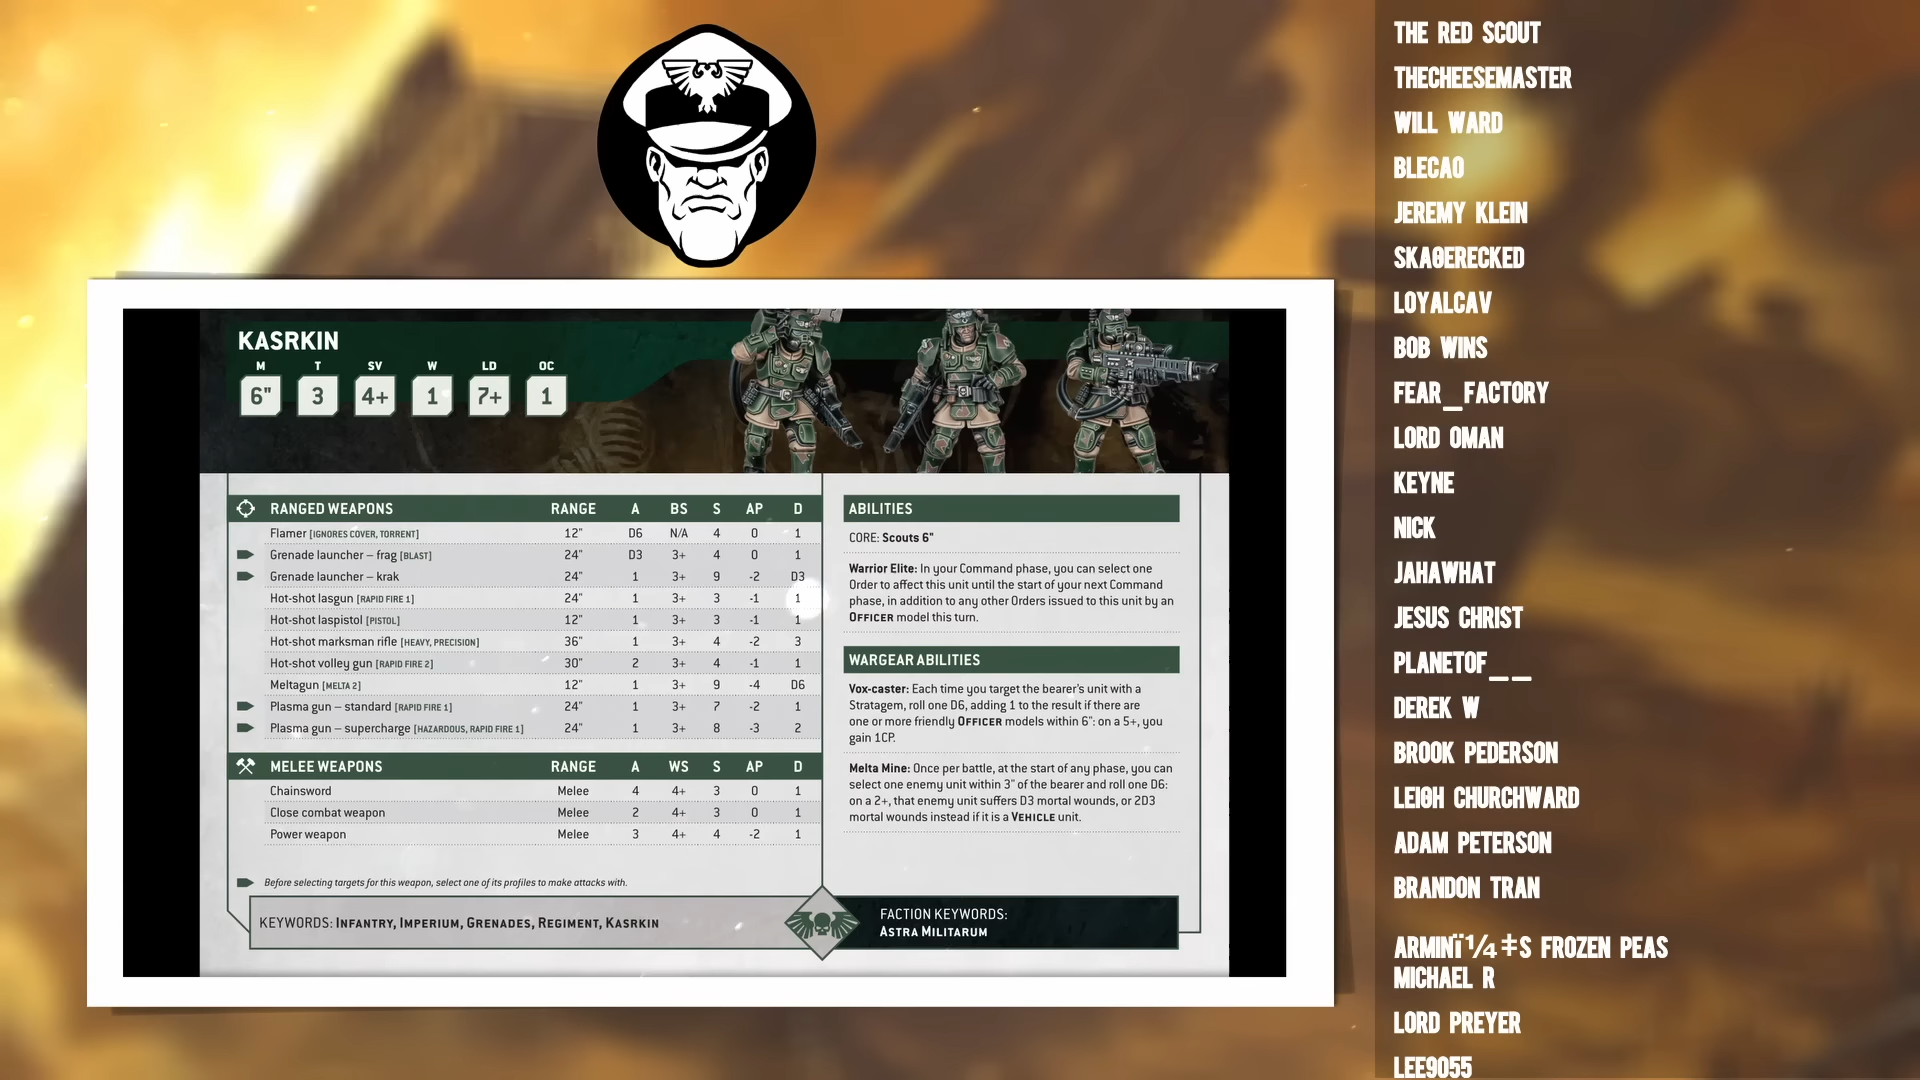 KASRKIN
M T SV W LD OC
6" 3 4+ 1 7+ 1
RANGED WEAPONS RANGE A BS S AP D
Flamer [IGNORES COVER, TORRENT] 12" D6 N/A 4 0 1
Grenade launcher – frag [BLAST] 24" D3 3+ 4 0 1
Grenade launcher – krak 24" 1 3+ 9 -2 D3
Hot-shot lasgun [RAPID FIRE 1] 24" 1 3+ 3 -1 1
Hot-shot laspistol [PISTOL] 12" 1 3+ 3 -1 1
Hot-shot marksman rifle [HEAVY, PRECISION] 36" 1 3+ 4 -2 3
Hot-shot volley gun [RAPID FIRE 2] 30" 2 3+ 4 -1 1
Meltagun [MELTA 2] 12" 1 3+ 9 -4 D6
Plasma gun – standard [RAPID FIRE 1] 24" 1 3+ 7 -2 1
Plasma gun – supercharge [HAZARDOUS, RAPID FIRE 1] 24" 1 3+ 8 -3 2
MELEE WEAPONS RANGE A WS S AP D
Chainsword Melee 4 4+ 3 0 1
Close combat weapon Melee 2 4+ 3 0 1
Power weapon Melee 3 4+ 4 -2 1
Before selecting targets for this weapon, select one of its profiles to make attacks with.
KEYWORDS: INFANTRY, IMPERIUM, GRENADES, REGIMENT, KASRKIN
ABILITIES
CORE: Scouts 6"
Warrior Elite: In your Command phase, you can select one
Order to affect this unit until the start of your next Command
phase, in addition to any other Orders issued to this unit by an
OFFICER model this turn.
WARGEAR ABILITIES
Vox-caster: Each time you target the bearer's unit with a
Stratagem, roll one D6, adding 1 to the result if there are
one or more friendly OFFICER models within 6": on a 5+, you
gain 1CP.
Melta Mine: Once per battle, at the start of any phase, you can
select one enemy unit within 3" of the bearer and roll one D6:
on a 2+, that enemy unit suffers D3 mortal wounds, or 2D3
mortal wounds instead if it is a VEHICLE unit.
FACTION KEYWORDS:
ASTRA MILITARUM
THE RED SCOUT
THECHEESEMASTER
WILL WARD
BLECAO
JEREMY KLEIN
SKAGERECKED
LOYALCAV
BOB WINS
FEAR_FACTORY
LORD OMAN
KEYNE
NICK
JAHAWHAT
JESUS CHRIST
PLANETOF__
DEREK W
BROOK PEDERSON
LEIGH CHURCHWARD
ADAM PETERSON
BRANDON TRAN
ARMINï¼‡S FROZEN PEAS
MICHAEL R
LORD PREYER
LEE9055